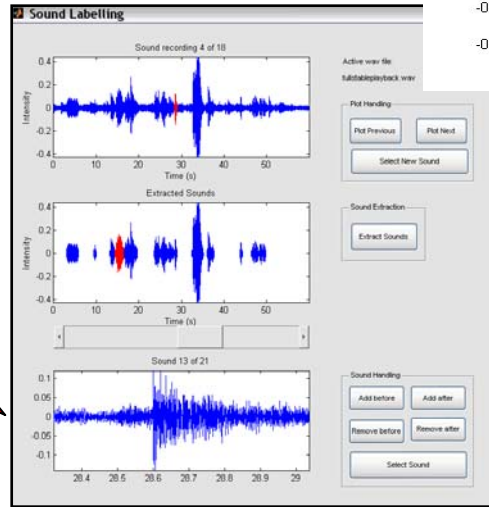 Sound Labelling
-0
-0
Sound recording 4 of 18
0.4
0.2
0
-0.2
-0.4
Intensity
0 10 20 30 40 50
Time (s)
Extracted Sounds
0.4
0.2
0
-0.2
-0.4
Intensity
0 10 20 30 40 50
Time (s)
Sound 13 of 21
0.1
0.05
0
-0.05
-0.1
28.4 28.5 28.6 28.7 28.8 28.9 29
Active wav file:
Plot Handling
Plot Previous Plot Next
Select New Sound
Sound Extraction
Extract Sounds
Sound Handling
Add before Add after
Remove before Remove after
Select Sound